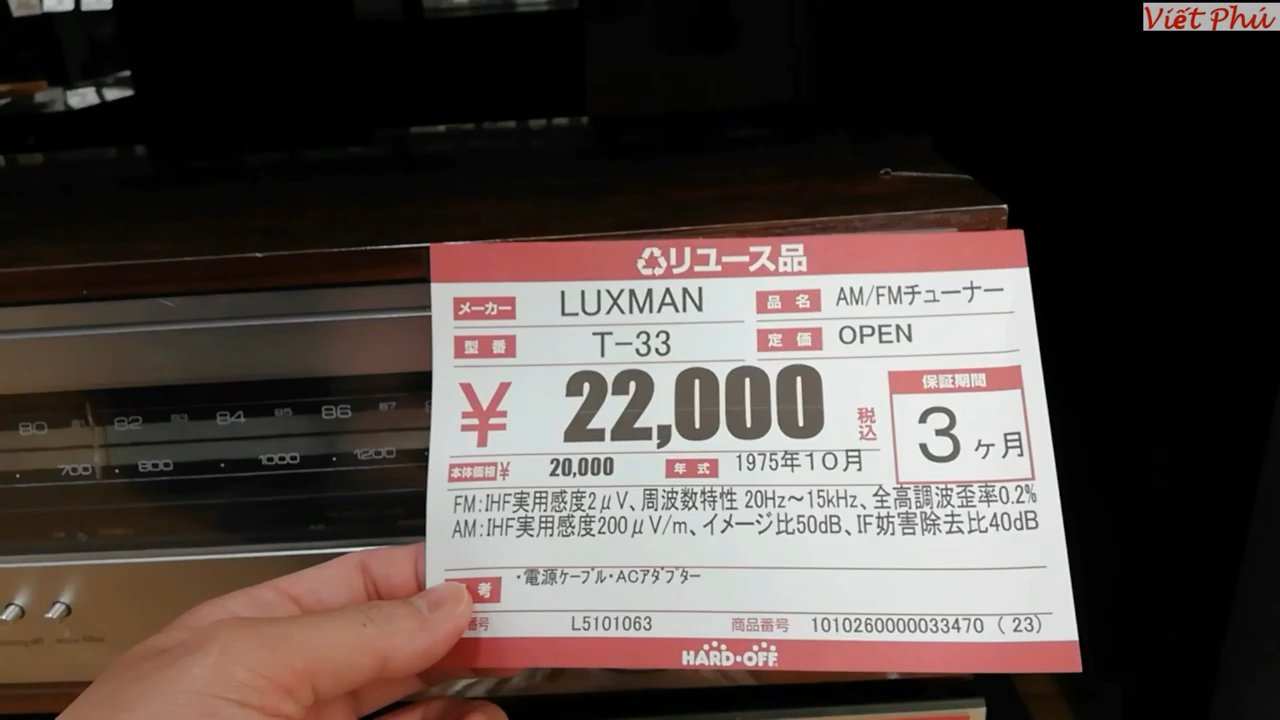 Viết Phú
リユース品
メーカー LUXMAN 品名 AM/FMチューナー
型番 T-33 定価 OPEN
¥ 22,000 税込 保証期間 3ヶ月
本体価格¥ 20,000 年式 1975年10月
FM:IHF実用感度2μV、周波数特性 20Hz〜15kHz、全高調波歪率0.2%
AM:IHF実用感度200μV/m、イメージ比50dB、IF妨害除去比40dB
考 ・電源ケーブル・ACアダプター
番号 L5101063 商品番号 1010260000033470 (23)
HARD・OFF
80 81 82 83 84 85 86 87
700 800 1000 1200